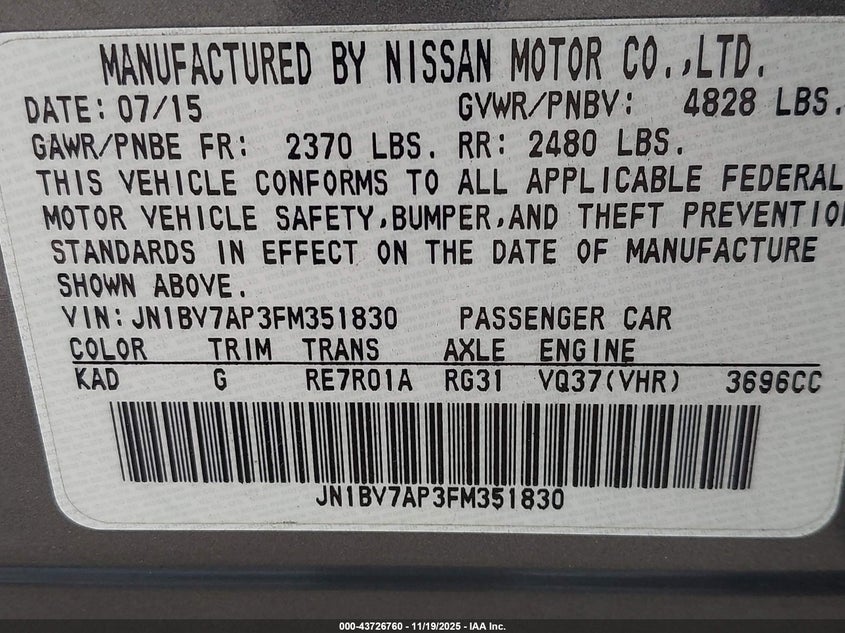 MANUFACTURED BY NISSAN MOTOR CO.,LTD.
DATE: 07/15 GVWR/PNBV: 4828 LBS.
GAWR/PNBE FR: 2370 LBS. RR: 2480 LBS.
THIS VEHICLE CONFORMS TO ALL APPLICABLE FEDERAL
MOTOR VEHICLE SAFETY,BUMPER,AND THEFT PREVENTIO
STANDARDS IN EFFECT ON THE DATE OF MANUFACTURE
SHOWN ABOVE.
VIN:JN1BV7AP3FM351830 PASSENGER CAR
COLOR TRIM TRANS AXLE ENGINE
KAD G RE7R01A RG31 VQ37(VHR) 3696CC
JN1BV7AP3FM351830
000-43726760 - 11/19/2025 - IAA Inc.